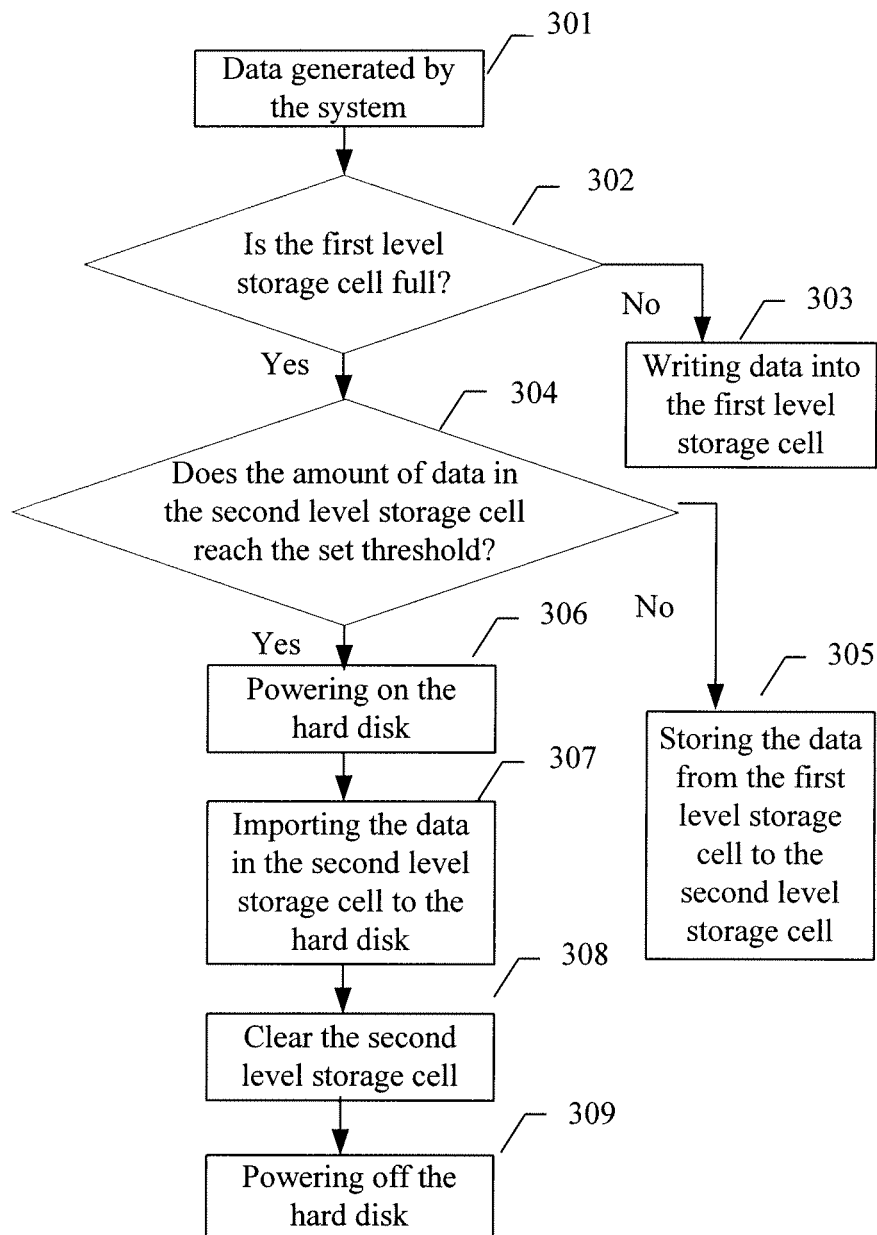 301
Data generated by
the system
302
Is the first level
storage cell full?
No
303
Yes
Writing data into
the first level
storage cell
304
Does the amount of data in
the second level storage cell
reach the set threshold?
No
306
Yes
305
Powering on the
hard disk
Storing the data
from the first
level storage
cell to the
second level
storage cell
307
Importing the data
in the second level
storage cell to the
hard disk
308
Clear the second
level storage cell
309
Powering off the
hard disk